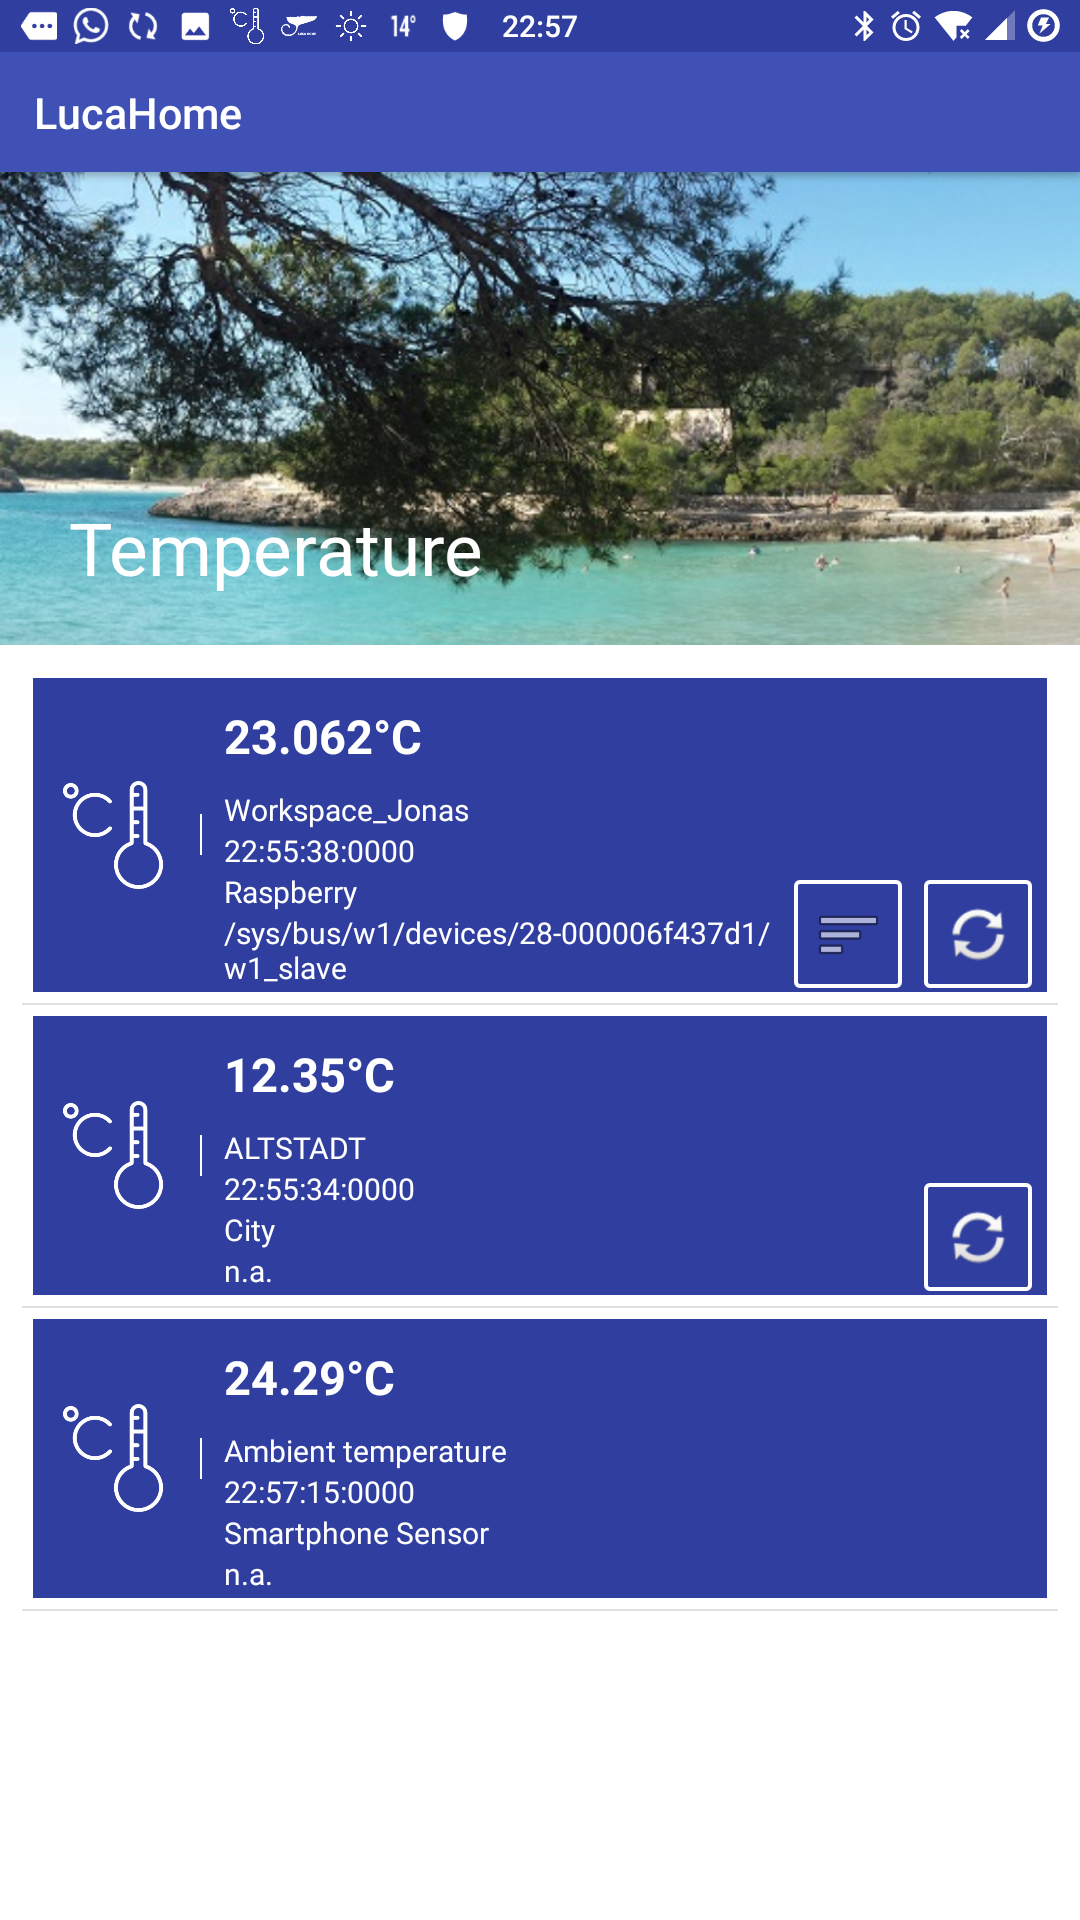 14° 22:57
LucaHome
Temperature
23.062°C
Workspace_Jonas
22:55:38:0000
Raspberry
/sys/bus/w1/devices/28-000006f437d1/
w1_slave
12.35°C
ALTSTADT
22:55:34:0000
City
n.a.
24.29°C
Ambient temperature
22:57:15:0000
Smartphone Sensor
n.a.